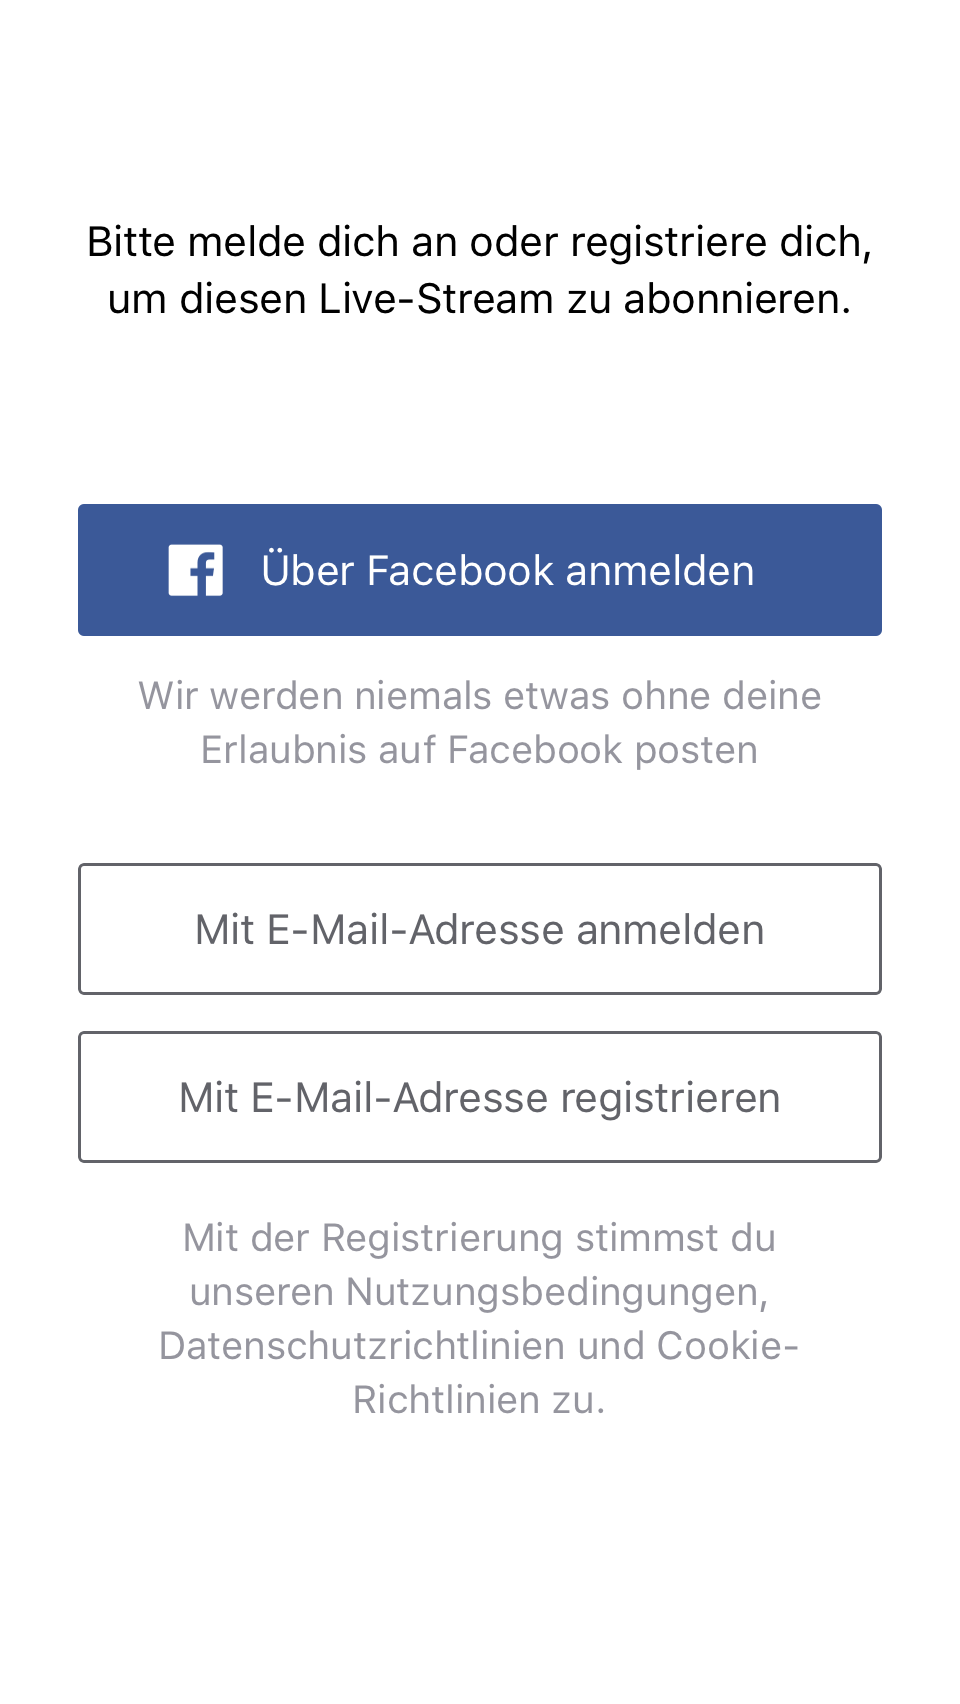 Bitte melde dich an oder registriere dich,
um diesen Live-Stream zu abonnieren.
Über Facebook anmelden
Wir werden niemals etwas ohne deine
Erlaubnis auf Facebook posten
Mit E-Mail-Adresse anmelden
Mit E-Mail-Adresse registrieren
Mit der Registrierung stimmst du
unseren Nutzungsbedingungen,
Datenschutzrichtlinien und Cookie-
Richtlinien zu.